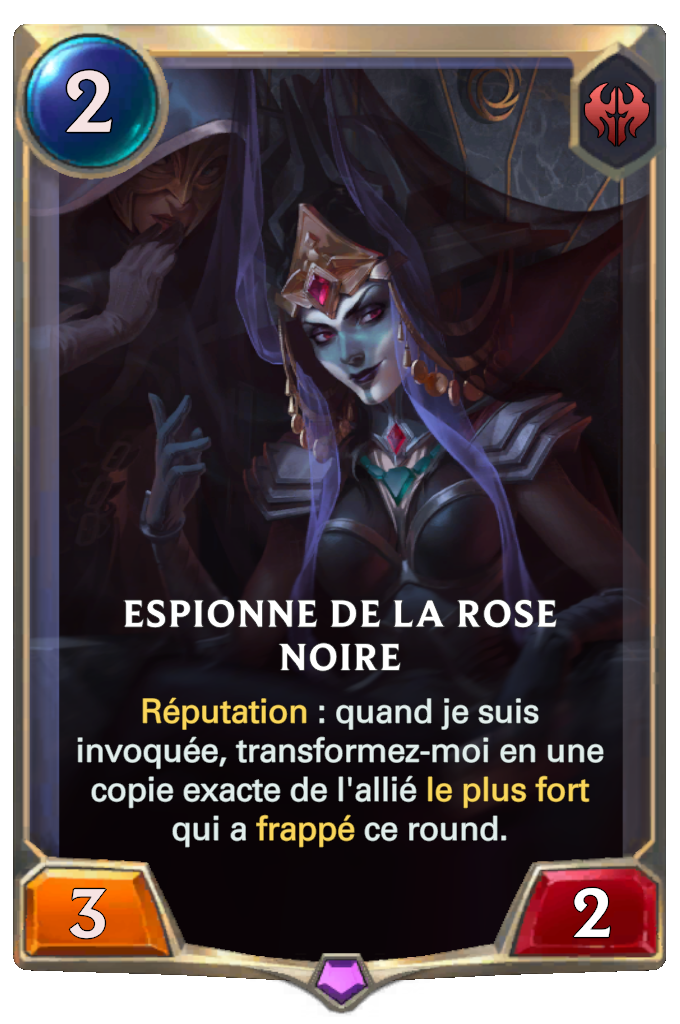 2
ESPIONNE DE LA ROSE
NOIRE
Réputation : quand je suis
invoquée, transformez-moi en une
copie exacte de l'allié le plus fort
qui a frappé ce round.
3
2